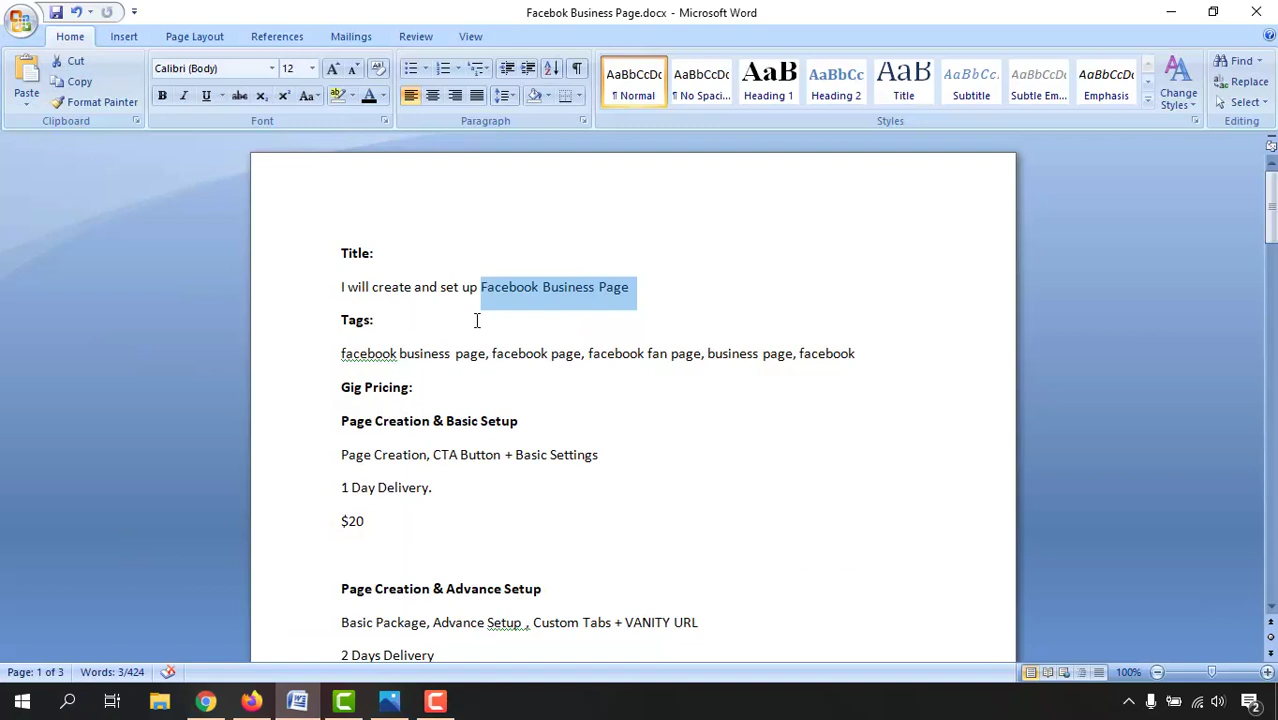 Facebok Business Page.docx - Microsoft Word
Home Insert Page Layout References Mailings Review View
Paste
Cut
Copy
Format Painter
Clipboard
Calibri (Body) 12
Font
Paragraph
AaBbCcDc AaBbCcDc AaB AaBbCc AaB AaBbCc. AaBbCcDc AaBbCcDc
¶ Normal ¶ No Spaci... Heading 1 Heading 2 Title Subtitle Subtle Em... Emphasis
Change Styles
Styles
Find
Replace
Select
Editing
Title:
I will create and set up Facebook Business Page
Tags:
facebook business page, facebook page, facebook fan page, business page, facebook
Gig Pricing:
Page Creation & Basic Setup
Page Creation, CTA Button + Basic Settings
1 Day Delivery.
$20
Page Creation & Advance Setup
Basic Package, Advance Setup , Custom Tabs + VANITY URL
2 Days Delivery
Page: 1 of 3 Words: 3/424 100%
2